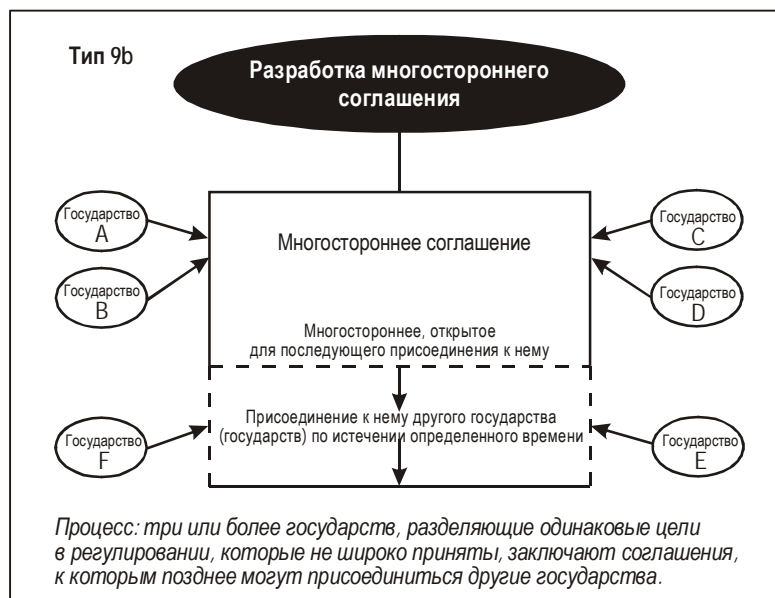 Тип 9b
Разработка многостороннего
соглашения
Государство
A
Государство
B
Многостороннее соглашение
Государство
C
Государство
D
Многостороннее, открытое
для последующего присоединения к нему
Государство
F
Присоединение к нему другого государства
(государств) по истечении определенного времени
Государство
E
Процесс: три или более государств, разделяющие одинаковые цели
в регулировании, которые не широко приняты, заключают соглашения,
к которым позднее могут присоединиться другие государства.